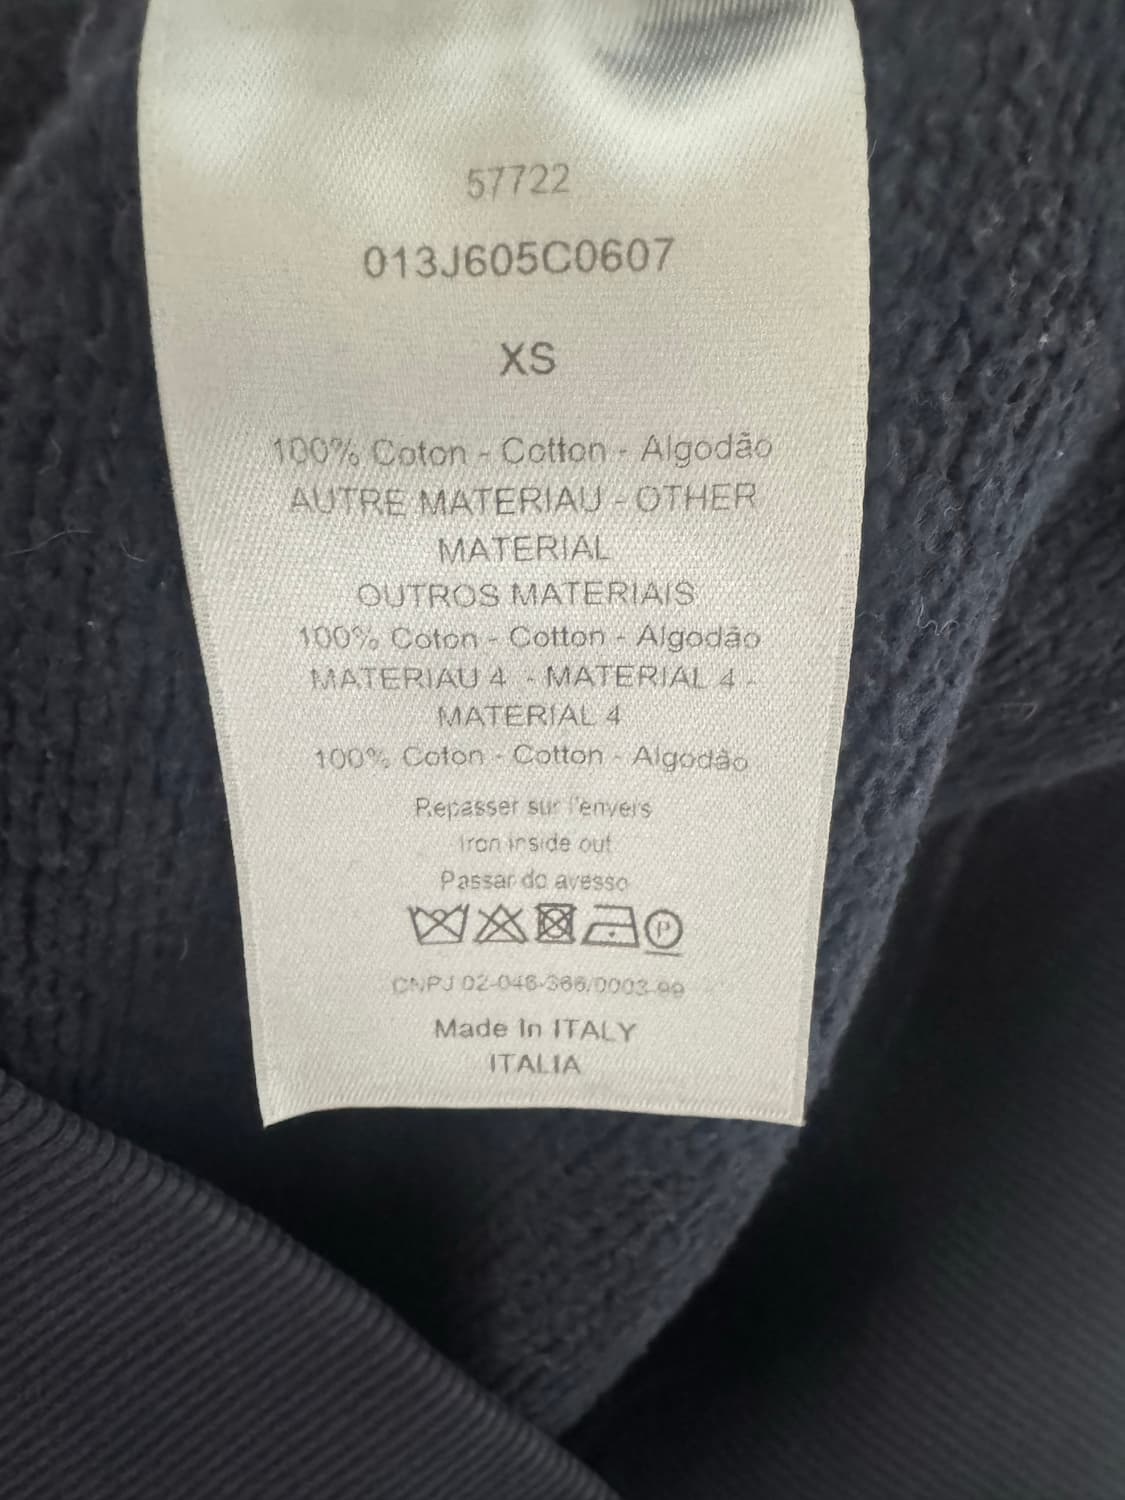 57722
013J605C0607
XS
100% Coton - Cotton - Algodão
AUTRE MATERIAU - OTHER
MATERIAL
OUTROS MATERIAIS
100% Coton - Cotton - Algodão
MATERIAU 4 - MATERIAL 4 -
MATERIAL 4
100% Coton - Cotton - Algodão
Repasser sur l'envers
Iron inside out
Passar do avesso
P
CNPJ 02-046-366/0003-99
Made In ITALY
ITALIA